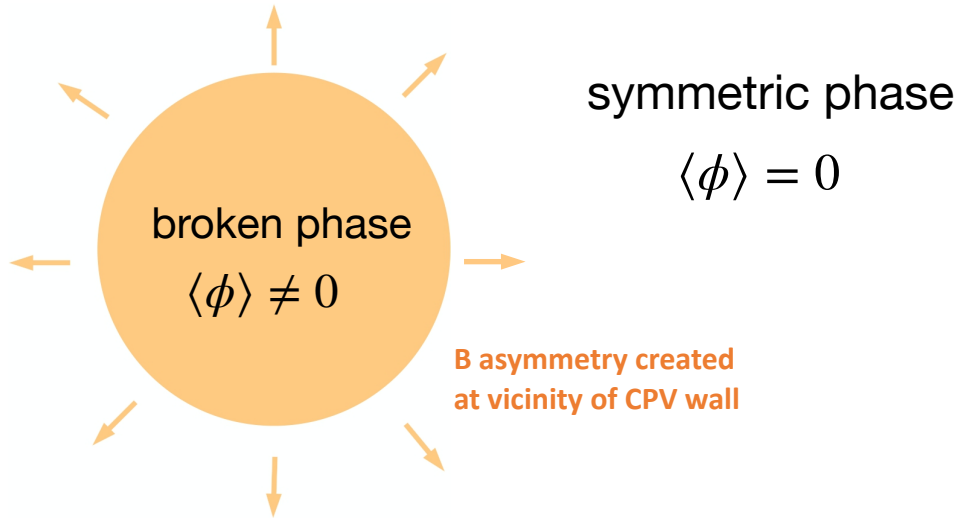 symmetric phase
⟨ϕ⟩ = 0
broken phase
⟨ϕ⟩ ≠ 0
B asymmetry created
at vicinity of CPV wall